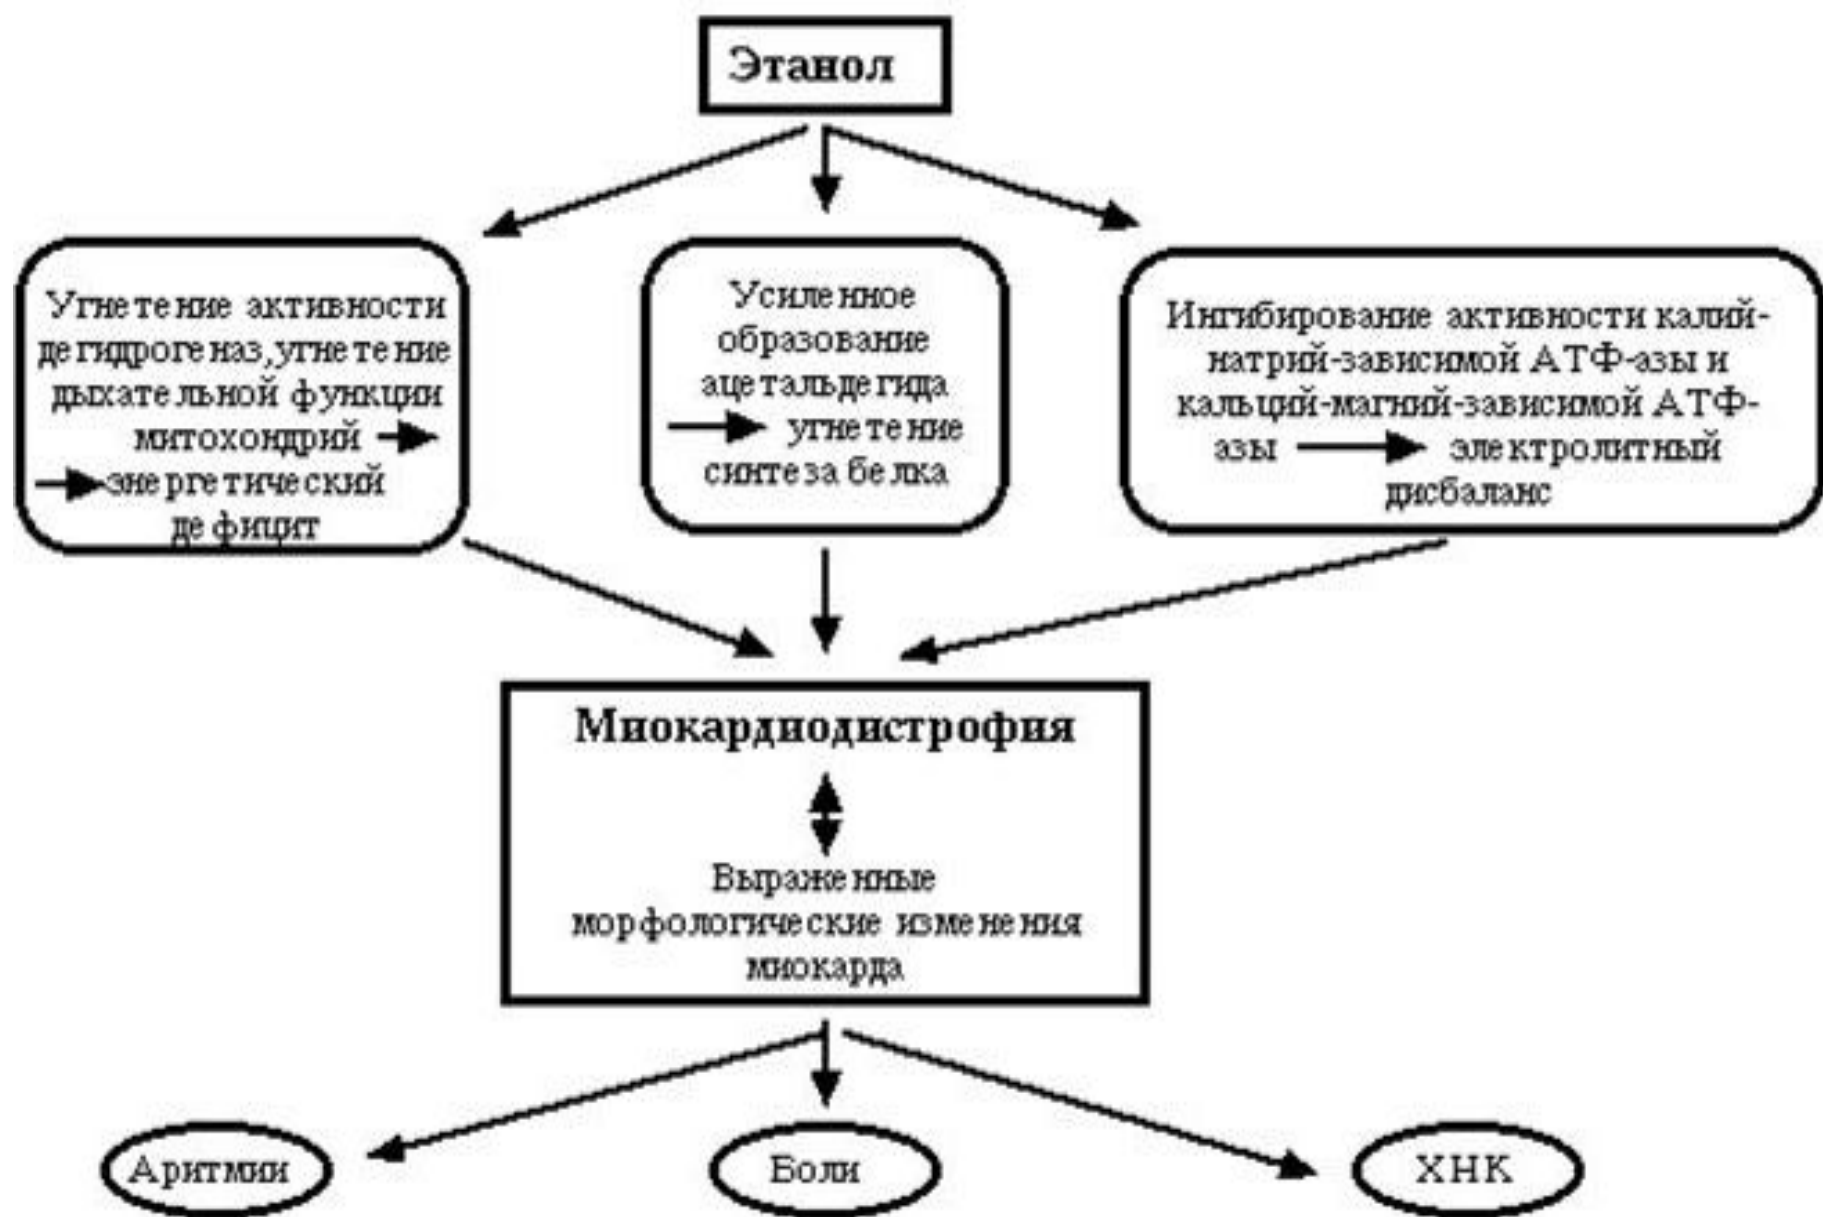 Этанол
Угнетение активности
дегидрогеназ,угнетение
дыхательной функции
митохондрий
энергетический
дефицит
Усиленное
образование
ацетальдегида
угнетение
синтеза белка
Ингибирование активности калий-
натрий-зависимой АТФ-азы и
кальций-магний-зависимой АТФ-
азы электролитный
дисбаланс
Миокардиодистрофия
Выраженные
морфологические изменения
миокарда
Аритмии
Боли
ХНК